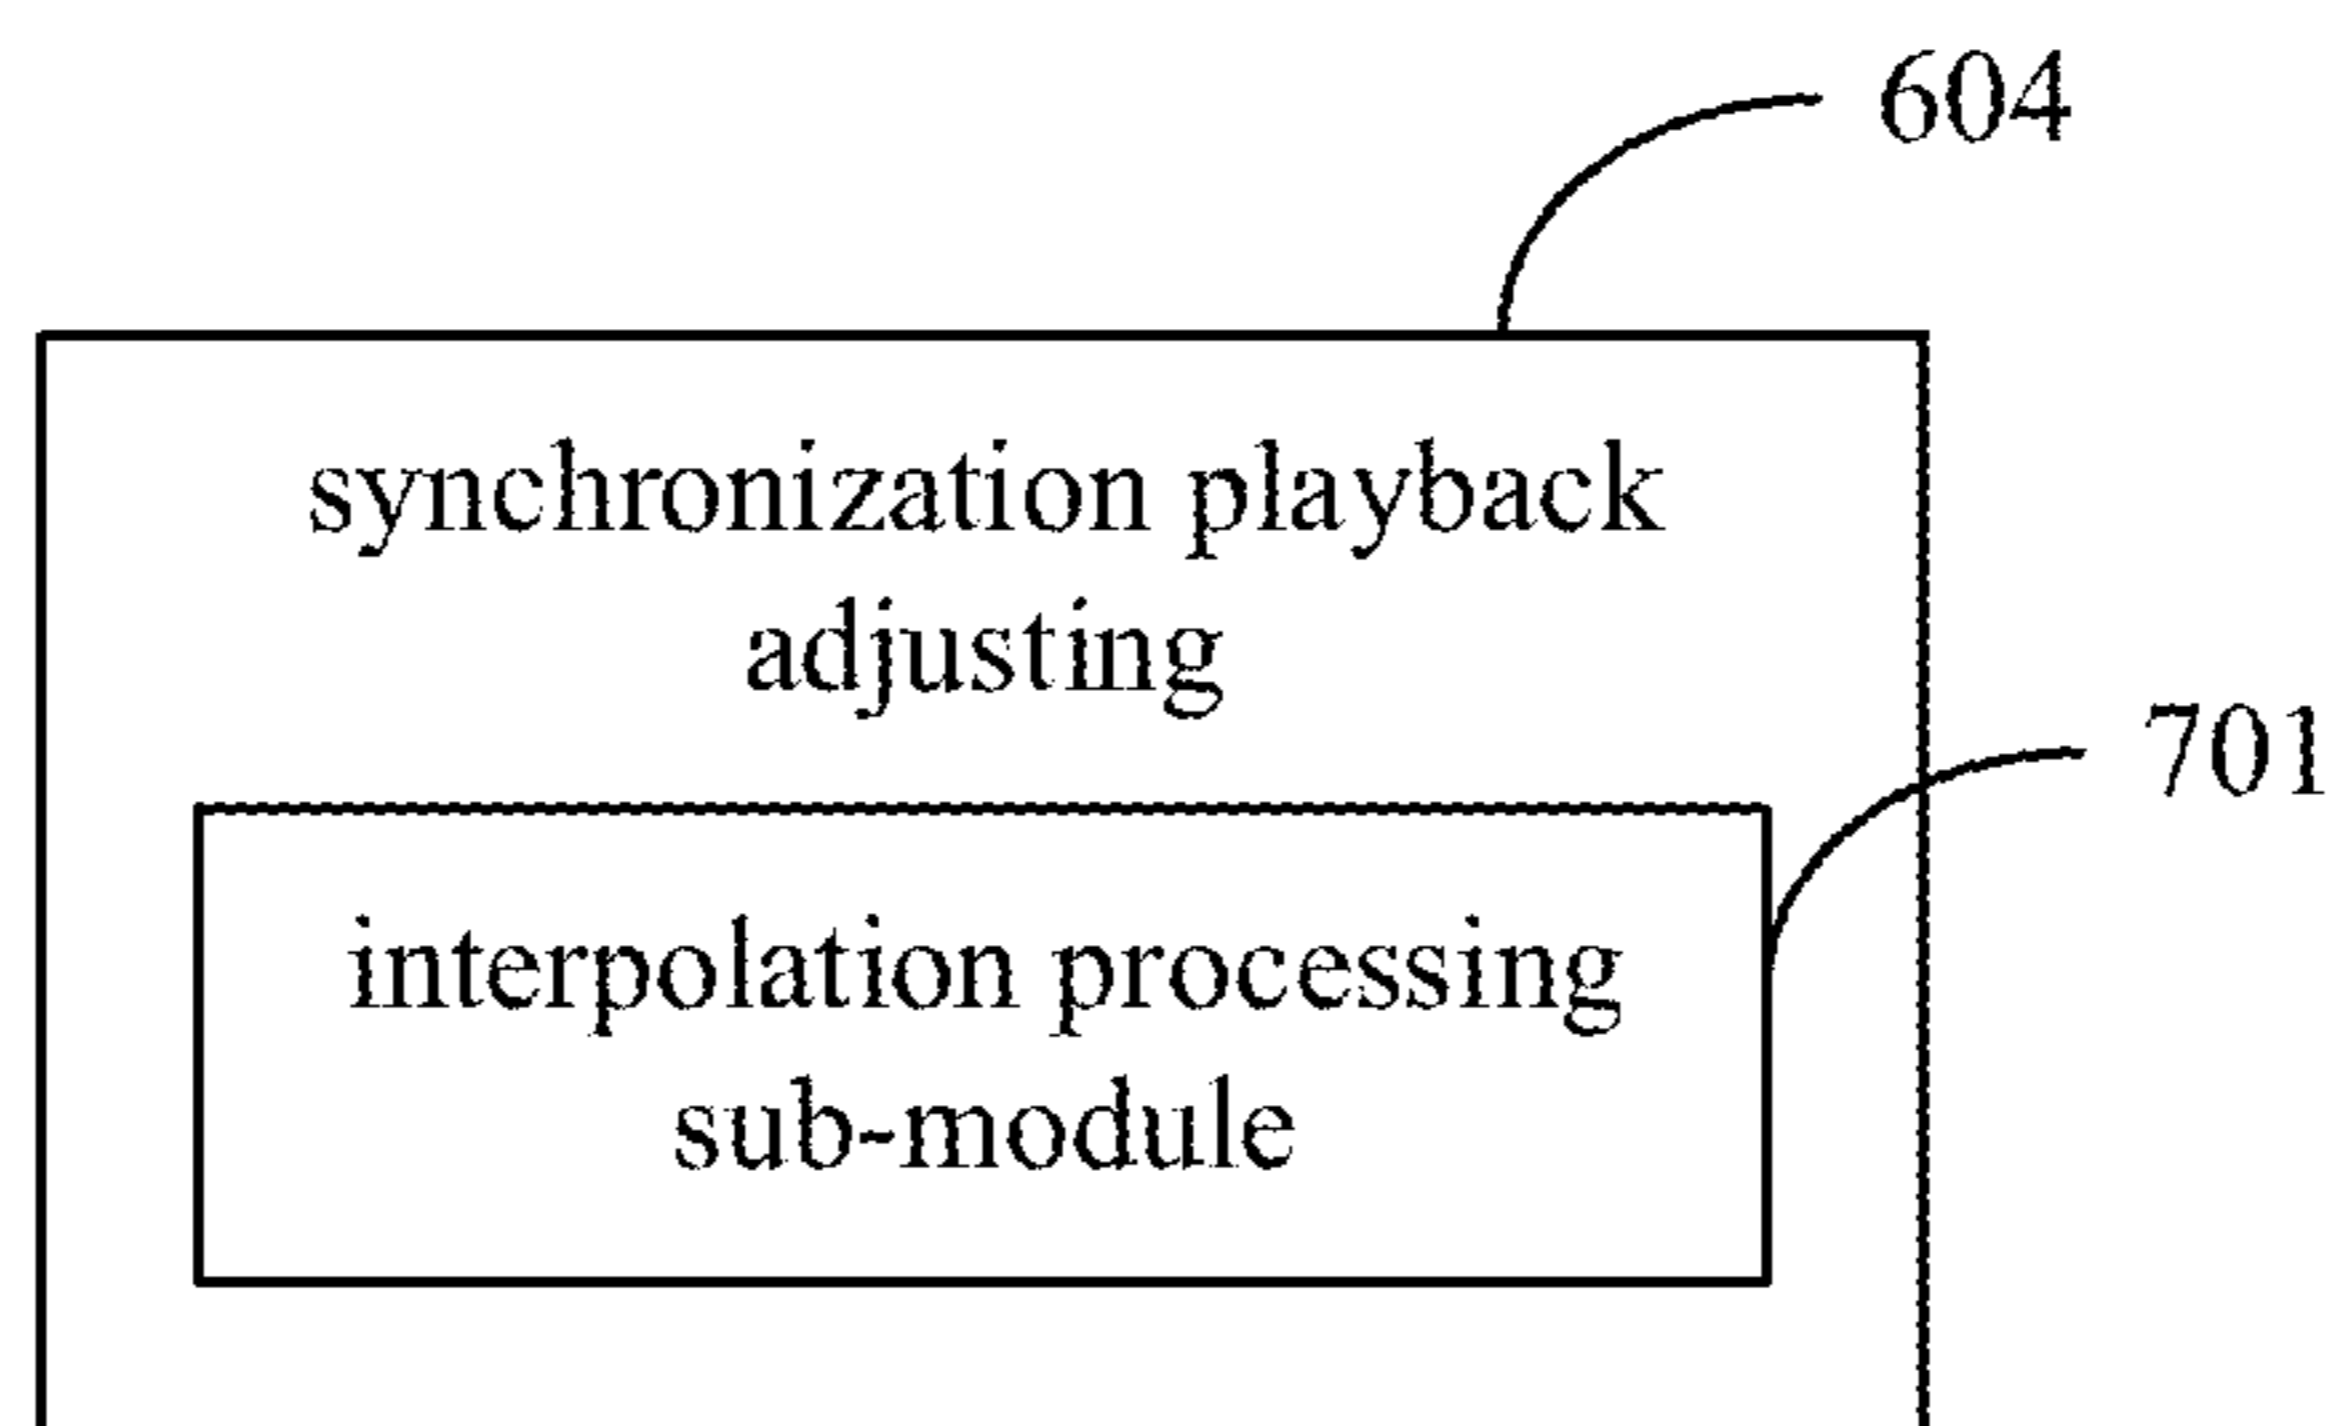 604
synchronization playback
adjusting
701
interpolation processing
sub-module